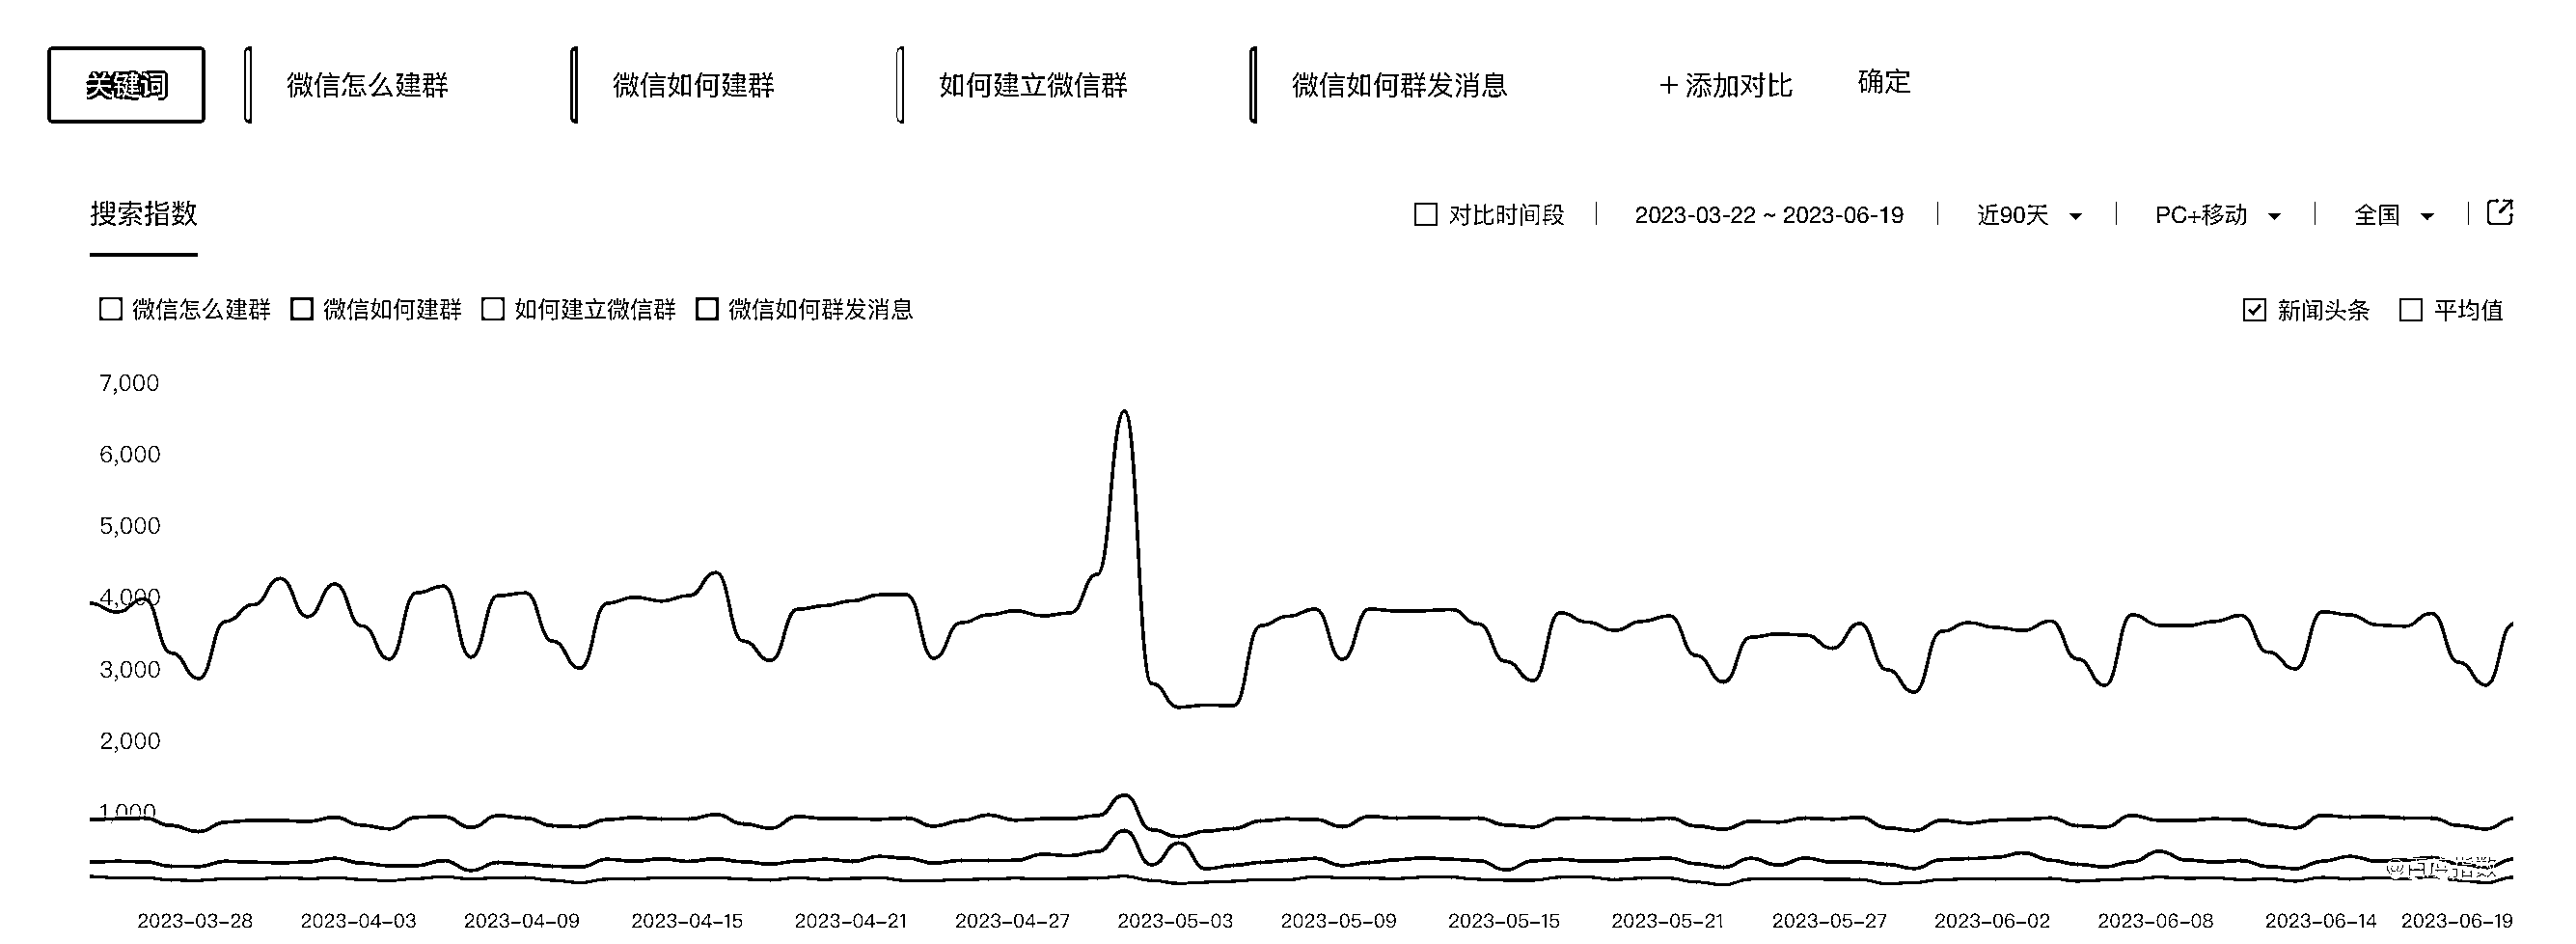 关键词 微信怎么建群 微信如何建群 如何建立微信群 微信如何群发消息 + 添加对比 确定
搜索指数 对比时间段 2023-03-22 ~ 2023-06-19 近90天 PC+移动 全国
微信怎么建群 微信如何建群 如何建立微信群 微信如何群发消息 新闻头条 平均值
7,000
6,000
5,000
4,000
3,000
2,000
1,000
@百度指数
2023-03-28 2023-04-03 2023-04-09 2023-04-15 2023-04-21 2023-04-27 2023-05-03 2023-05-09 2023-05-15 2023-05-21 2023-05-27 2023-06-02 2023-06-08 2023-06-14 2023-06-19